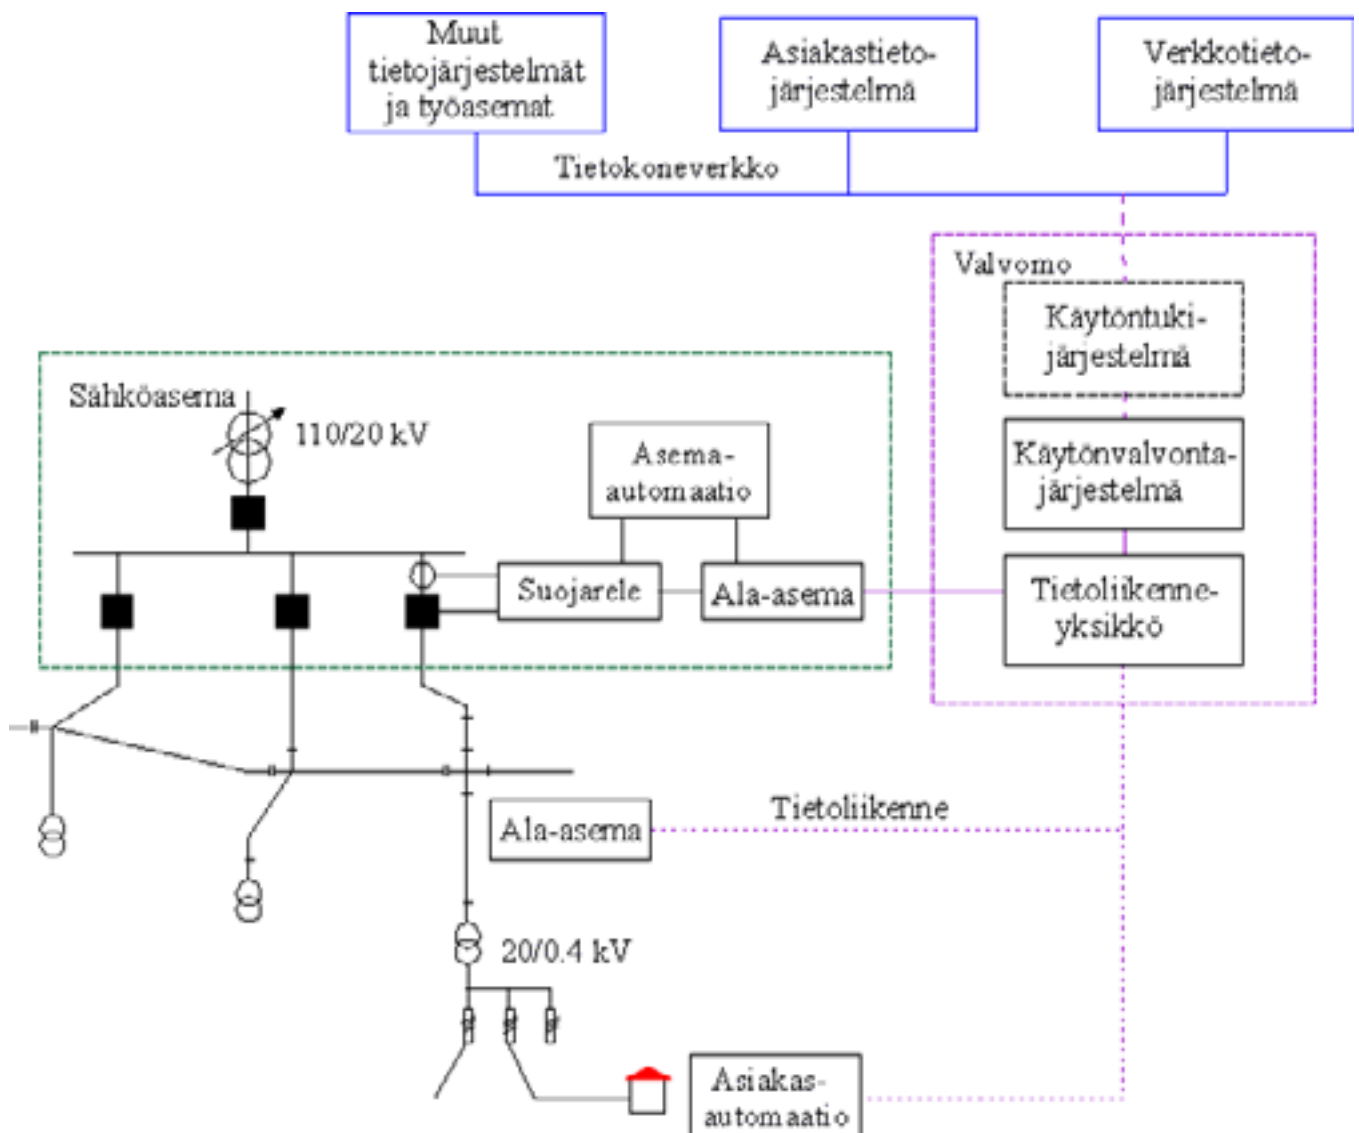 Muut
tietojärjestelmät
ja työasemat
Asiakastieto-
järjestelmä
Verkkotieto-
järjestelmä
Tietokoneverkko
Valvomo
Käytöntuki-
järjestelmä
Sähköasema
110/20 kV
Asema-
automaatio
Käytönvalvonta-
järjestelmä
Suojarele
Ala-asema
Tietoliikenne-
yksikkö
Ala-asema
Tietoliikenne
20/0.4 kV
Asiakas-
automaatio